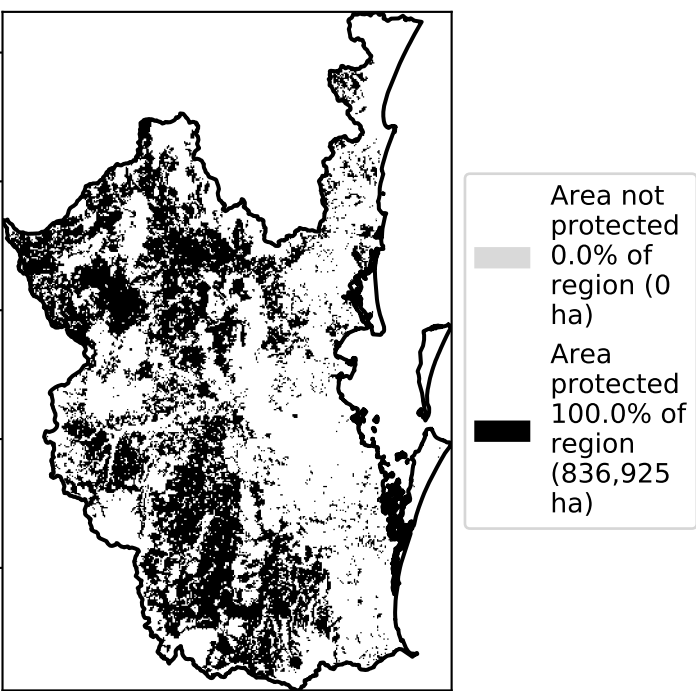 Area not
protected
0.0% of
region (0
ha)
Area
protected
100.0% of
region
(836,925
ha)